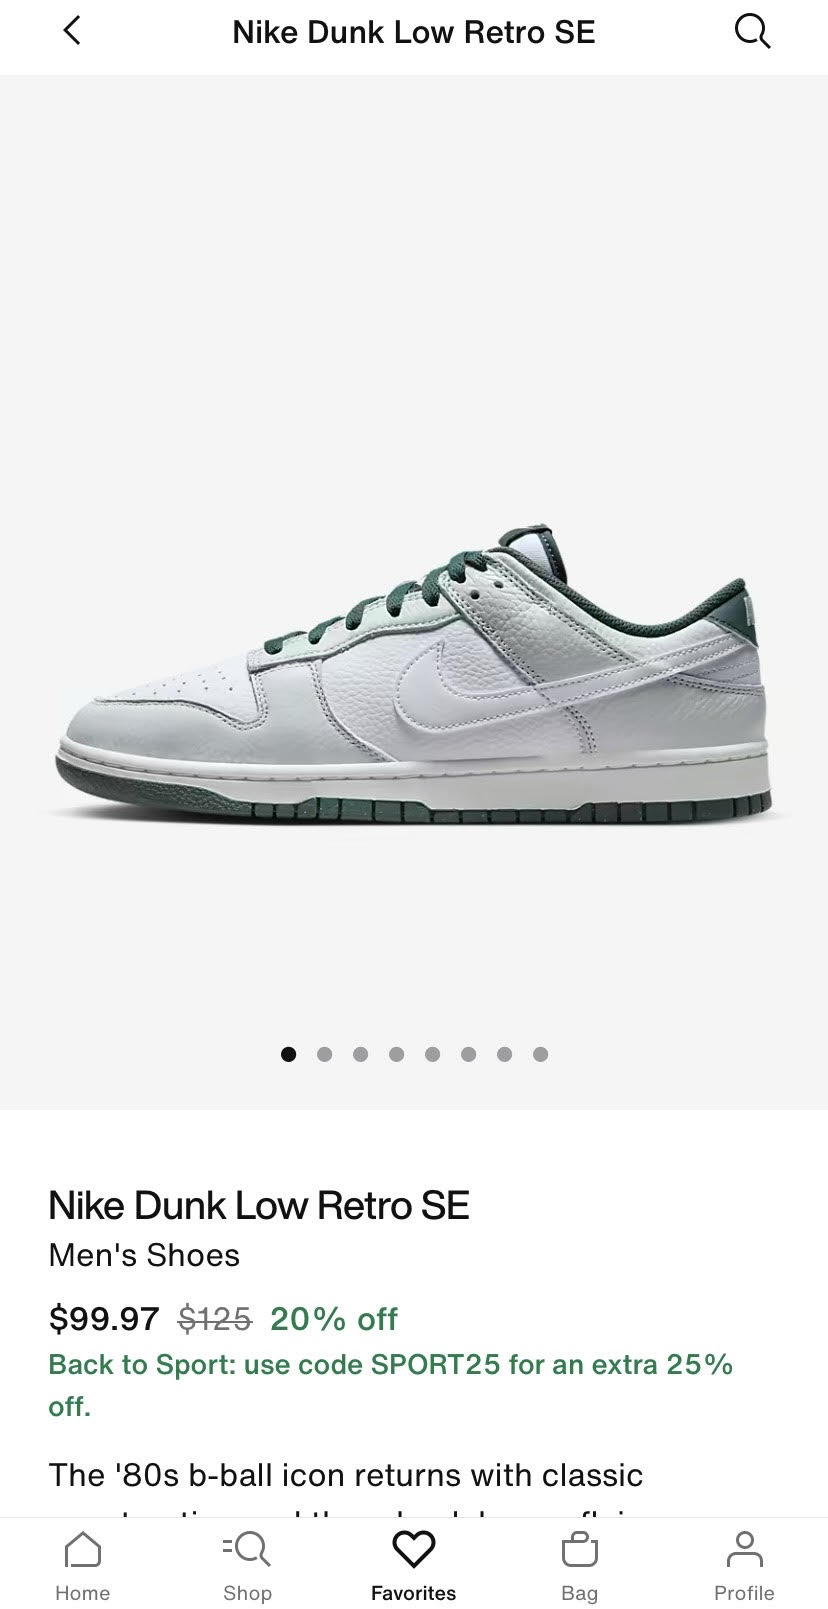 Nike Dunk Low Retro SE
Nike Dunk Low Retro SE
Men's Shoes
$99.97 $125 20% off
Back to Sport: use code SPORT25 for an extra 25%
off.
The '80s b-ball icon returns with classic
Home Shop Favorites Bag Profile